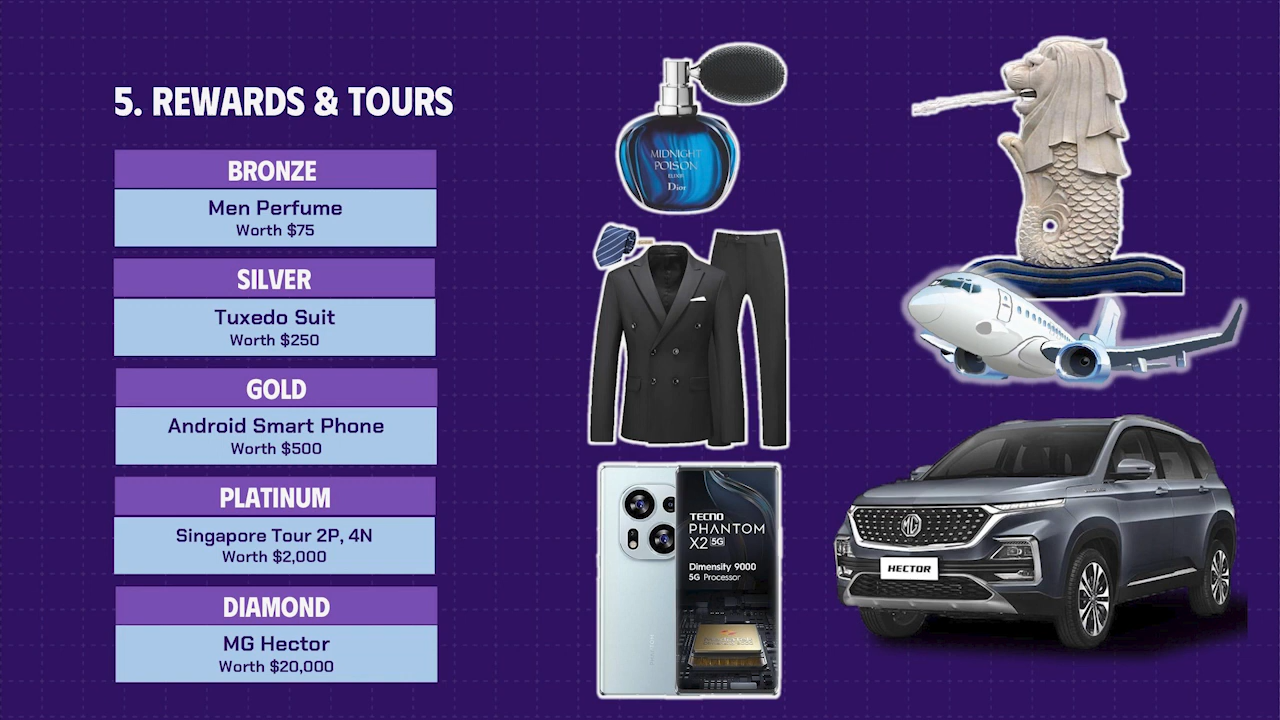 5. REWARDS & TOURS
BRONZE
Men Perfume
Worth $75
SILVER
Tuxedo Suit
Worth $250
GOLD
Android Smart Phone
Worth $500
PLATINUM
Singapore Tour 2P, 4N
Worth $2,000
DIAMOND
MG Hector
Worth $20,000
MIDNIGHT
POISON
ELIXIR
Dior
TECNO
PHANTOM
X2 5G
Dimensity 9000
5G Processor
MG
HECTOR